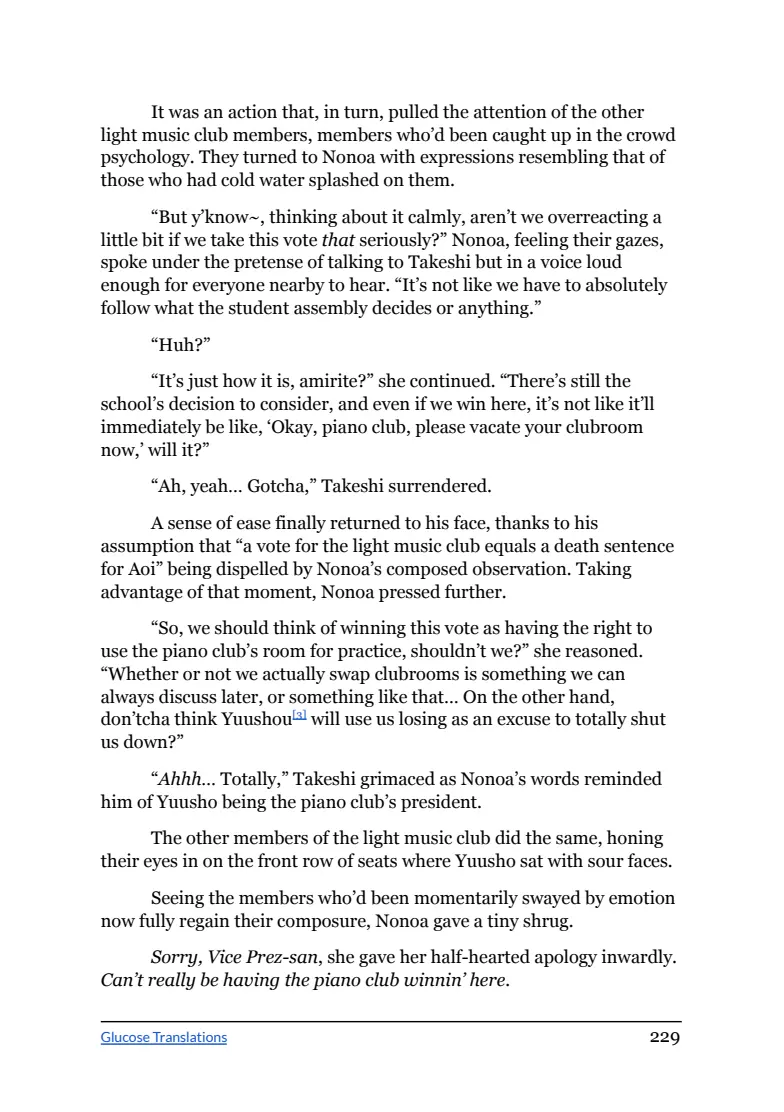 It was an action that, in turn, pulled the attention of the other
light music club members, members who’d been caught up in the crowd
psychology. They turned to Nonoa with expressions resembling that of
those who had cold water splashed on them.
“But y’know~, thinking about it calmly, aren’t we overreacting a
little bit if we take this vote that seriously?” Nonoa, feeling their gazes,
spoke under the pretense of talking to Takeshi but in a voice loud
enough for everyone nearby to hear. “It’s not like we have to absolutely
follow what the student assembly decides or anything.”
“Huh?”
“It’s just how it is, amirite?” she continued. “There’s still the
school’s decision to consider, and even if we win here, it’s not like it’ll
immediately be like, ‘Okay, piano club, please vacate your clubroom
now,’ will it?”
“Ah, yeah… Gotcha,” Takeshi surrendered.
A sense of ease finally returned to his face, thanks to his
assumption that “a vote for the light music club equals a death sentence
for Aoi” being dispelled by Nonoa’s composed observation. Taking
advantage of that moment, Nonoa pressed further.
“So, we should think of winning this vote as having the right to
use the piano club’s room for practice, shouldn’t we?” she reasoned.
“Whether or not we actually swap clubrooms is something we can
always discuss later, or something like that… On the other hand,
don’tcha think Yuushou[3] will use us losing as an excuse to totally shut
us down?”
“Ahhh… Totally,” Takeshi grimaced as Nonoa’s words reminded
him of Yuusho being the piano club’s president.
The other members of the light music club did the same, honing
their eyes in on the front row of seats where Yuusho sat with sour faces.
Seeing the members who’d been momentarily swayed by emotion
now fully regain their composure, Nonoa gave a tiny shrug.
Sorry, Vice Prez-san, she gave her half-hearted apology inwardly.
Can’t really be having the piano club winnin’ here.
Glucose Translations 229